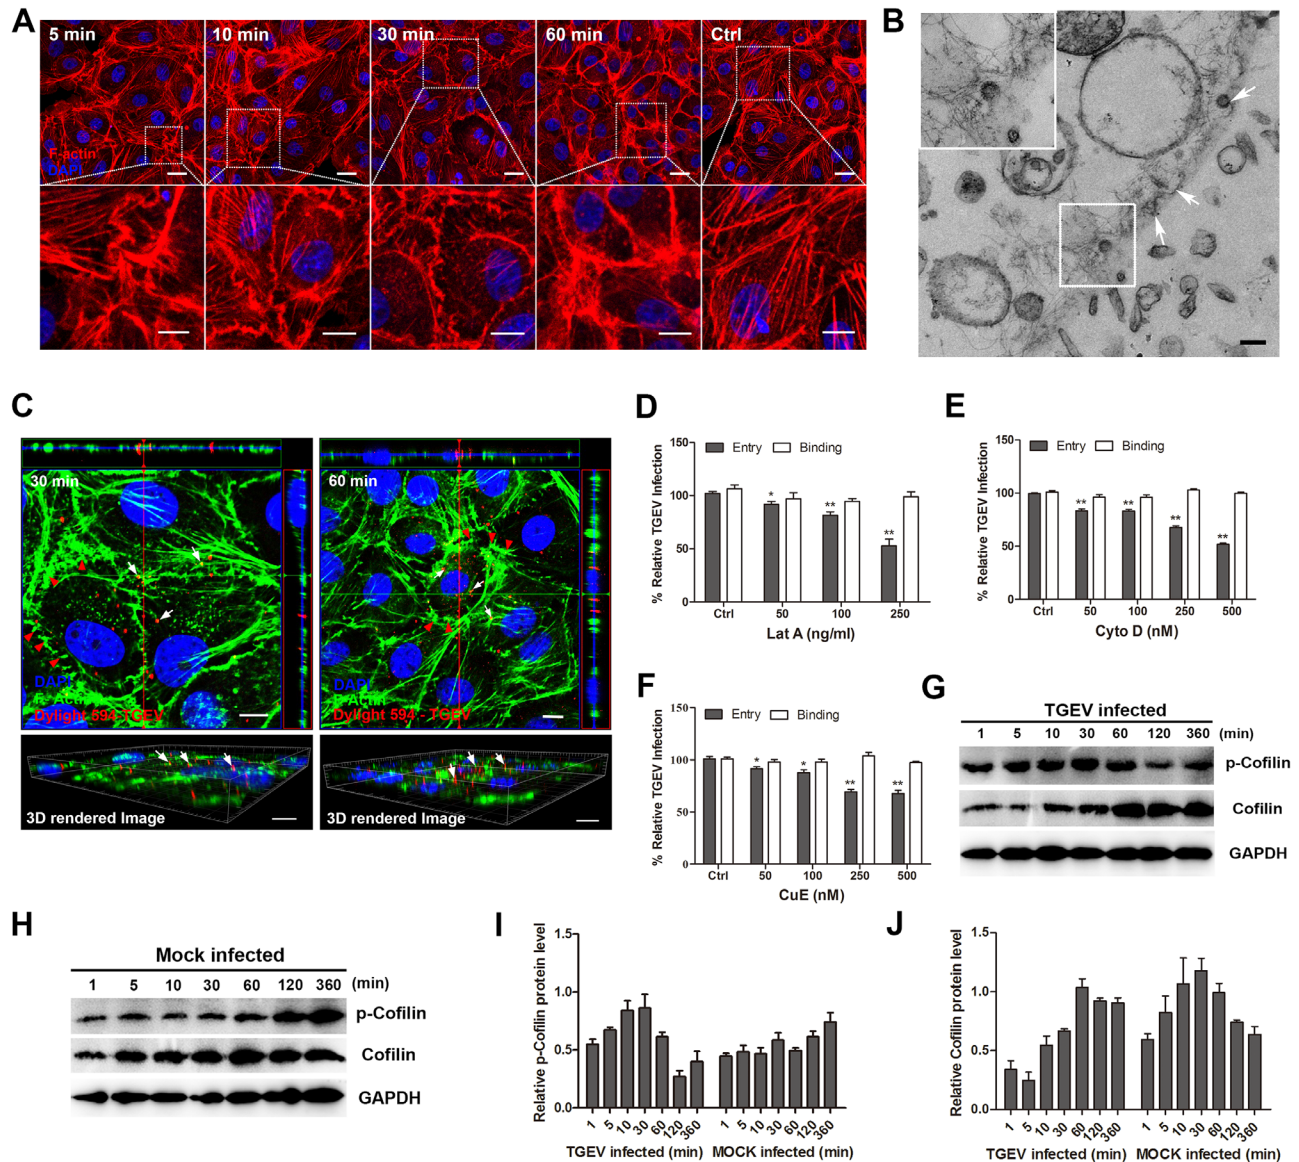 A
5 min
10 min
30 min
60 min
Ctrl
F-actin
DAPI
B
C
30 min
60 min
DAPI
F-Actin
Dylight 594-TGEV
DAPI
F-Actin
Dylight 594 - TGEV
3D rendered Image
3D rendered Image
D
Entry Binding
% Relative TGEV Infection
150
100
50
0
* ** **
Ctrl 50 100 250
Lat A (ng/ml)
E
Entry Binding
% Relative TGEV Infection
150
100
50
0
** ** ** **
Ctrl 50 100 250 500
Cyto D (nM)
F
Entry Binding
% Relative TGEV Infection
150
100
50
0
* * ** **
Ctrl 50 100 250 500
CuE (nM)
G
TGEV infected
1 5 10 30 60 120 360 (min)
p-Cofilin
Cofilin
GAPDH
H
Mock infected
1 5 10 30 60 120 360 (min)
p-Cofilin
Cofilin
GAPDH
I
Relative p-Cofilin protein level
1.5
1.0
0.5
0.0
1 5 10 30 60 120 360 1 5 10 30 60 120 360
TGEV infected (min) MOCK infected (min)
J
Relative Cofilin protein level
1.5
1.0
0.5
0.0
1 5 10 30 60 120 360 1 5 10 30 60 120 360
TGEV infected (min) MOCK infected (min)